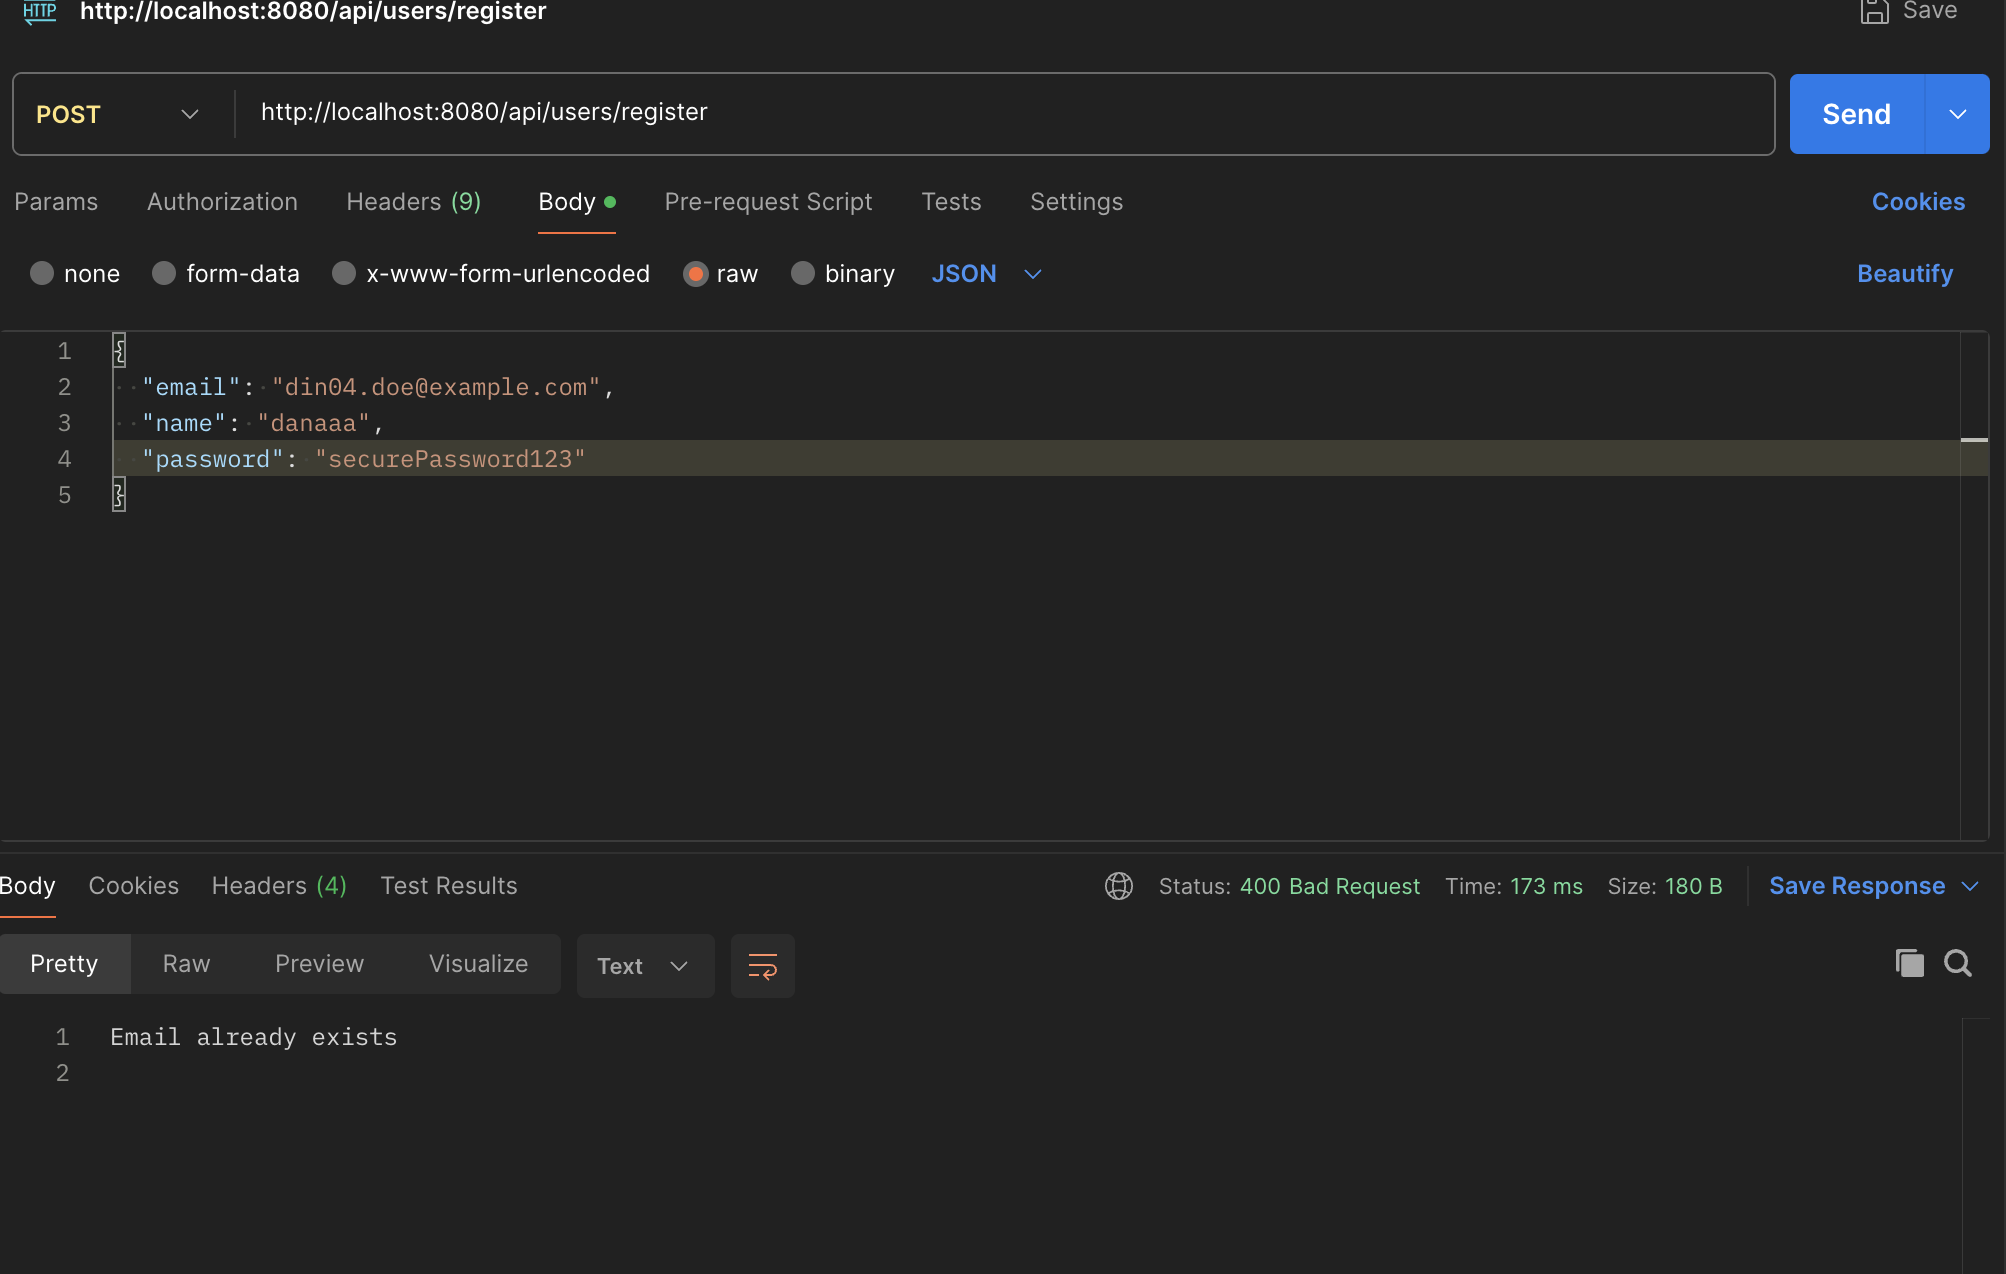 HTTP http://localhost:8080/api/users/register Save
POST http://localhost:8080/api/users/register Send
Params Authorization Headers (9) Body Pre-request Script Tests Settings Cookies
none form-data x-www-form-urlencoded raw binary JSON Beautify
1 {
2 "email": "din04.doe@example.com",
3 "name": "danaaa",
4 "password": "securePassword123"
5 }
Body Cookies Headers (4) Test Results Status: 400 Bad Request Time: 173 ms Size: 180 B Save Response
Pretty Raw Preview Visualize Text
1 Email already exists
2